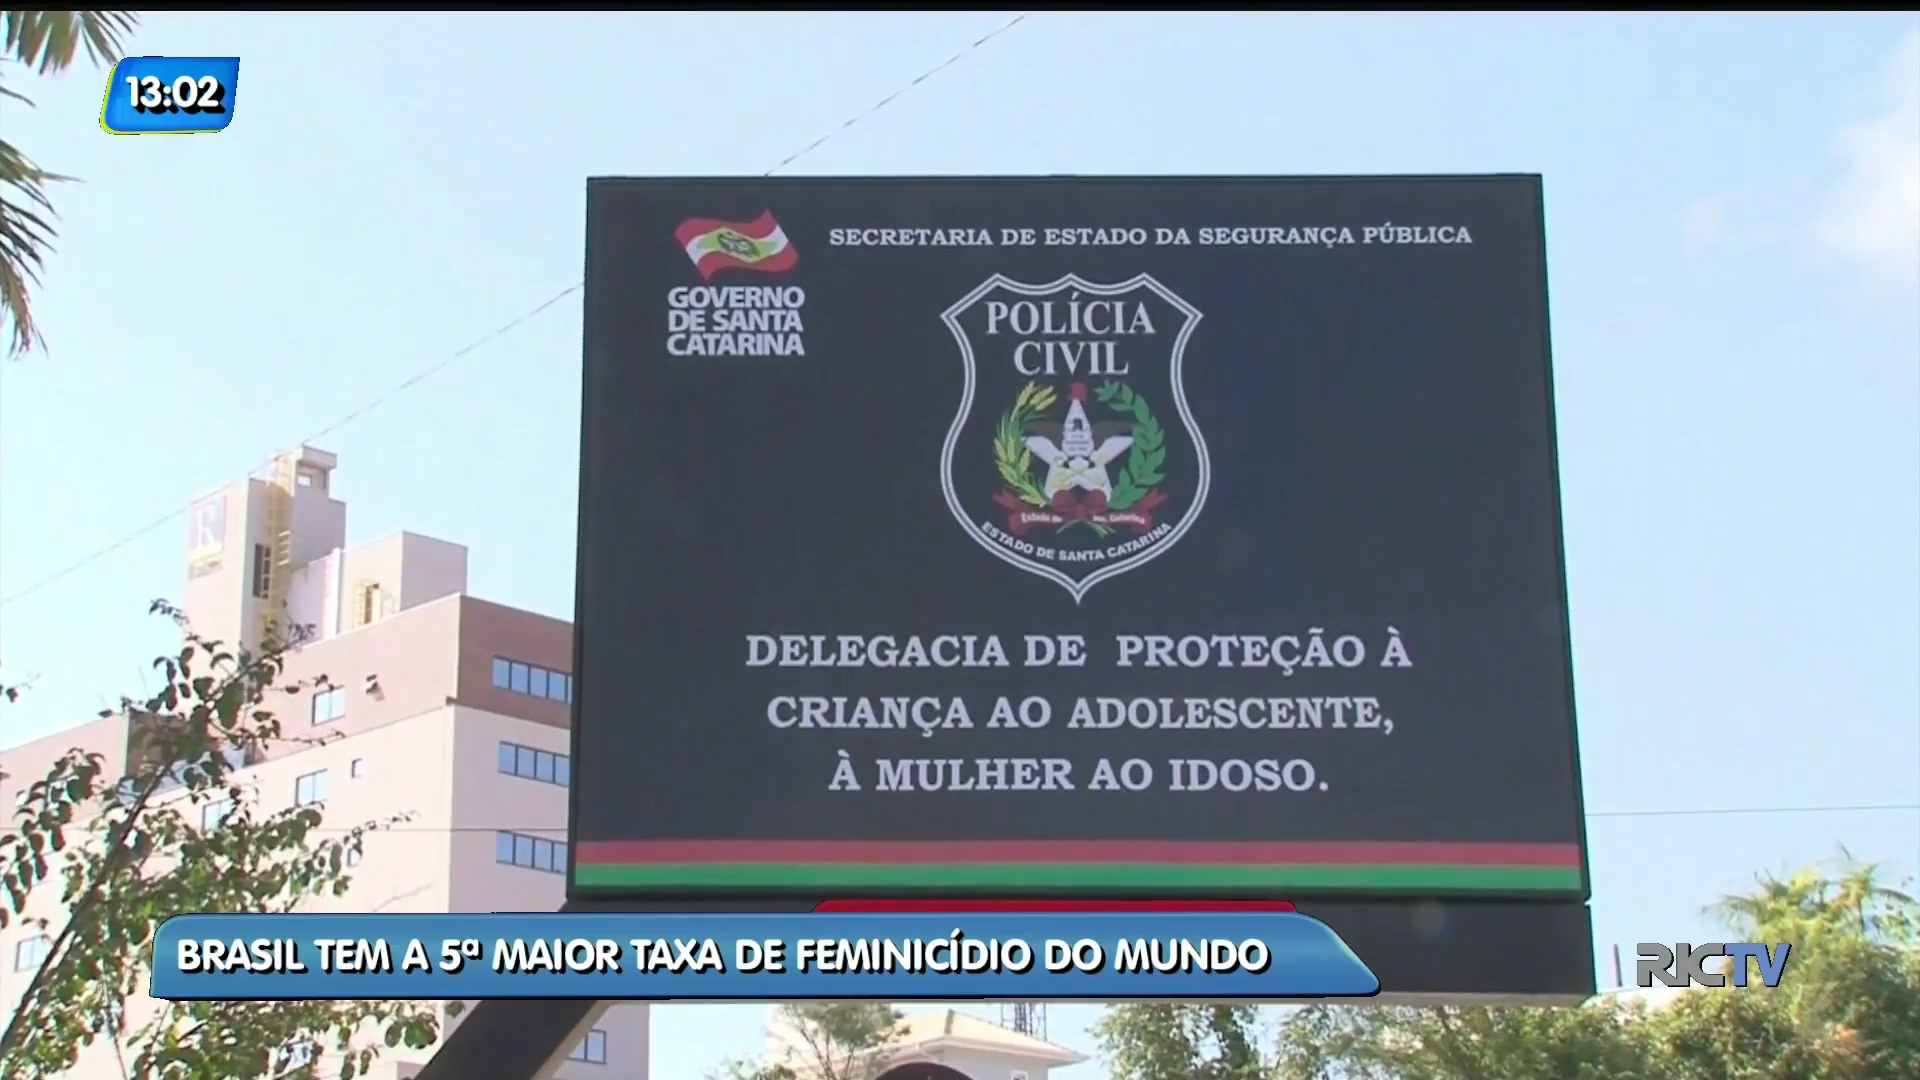 13:02
SECRETARIA DE ESTADO DA SEGURANÇA PÚBLICA
GOVERNO
DE SANTA
CATARINA
POLÍCIA
CIVIL
ESTADO DE SANTA CATARINA
DELEGACIA DE PROTEÇÃO À
CRIANÇA AO ADOLESCENTE,
À MULHER AO IDOSO.
BRASIL TEM A 5ª MAIOR TAXA DE FEMINICÍDIO DO MUNDO
RICTV